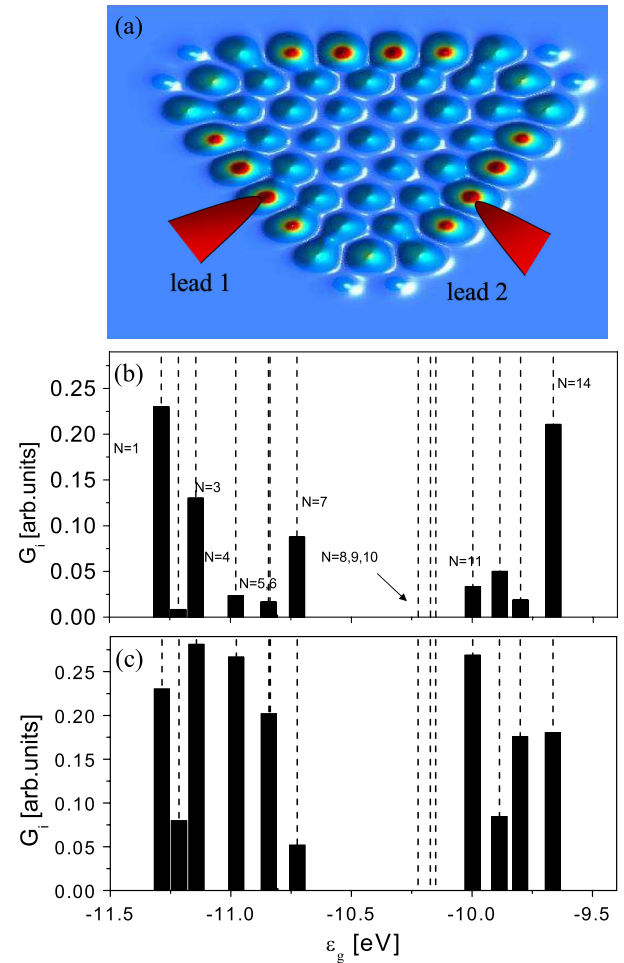 (a)
lead 1
lead 2
(b)
0.25
0.20
0.15
0.10
0.05
0.00
G_i [arb.units]
N=1
N=3
N=4
N=5,6
N=7
N=8,9,10
N=11
N=14
(c)
0.25
0.20
0.15
0.10
0.05
0.00
G_i [arb.units]
-11.5 -11.0 -10.5 -10.0 -9.5
ε_g [eV]